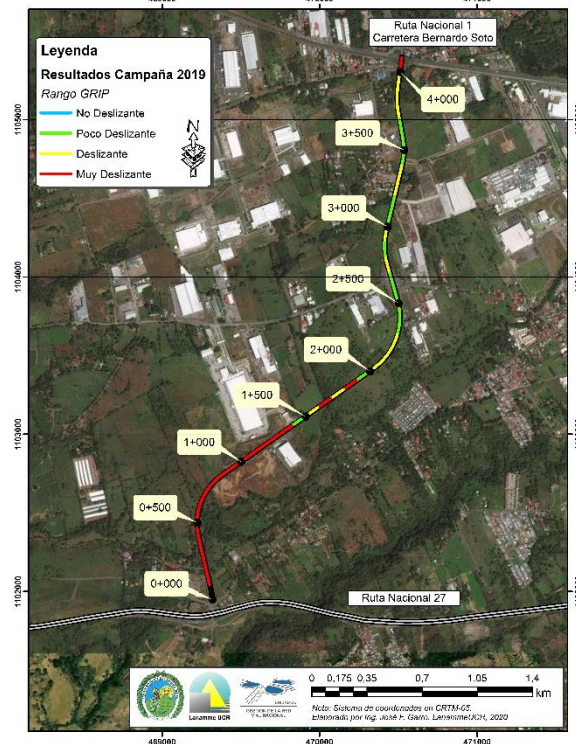 469000
470000
471000
Ruta Nacional 1
Carretera Bernardo Soto
Leyenda
Resultados Campaña 2019
Rango GRIP
No Deslizante
Poco Deslizante
Deslizante
Muy Deslizante
N
4+000
1105000
3+500
3+000
1104000
2+500
2+000
1+500
1103000
1+000
0+500
0+000
1102000
Ruta Nacional 27
Lanamme UCR
0 0,175 0,35 0,7 1,05 1,4
km
Nota: Sistema de coordenadas en CRTM-05.
Elaborado por Ing. José F. Garro, LanammeUCR, 2020
469000
470000
471000